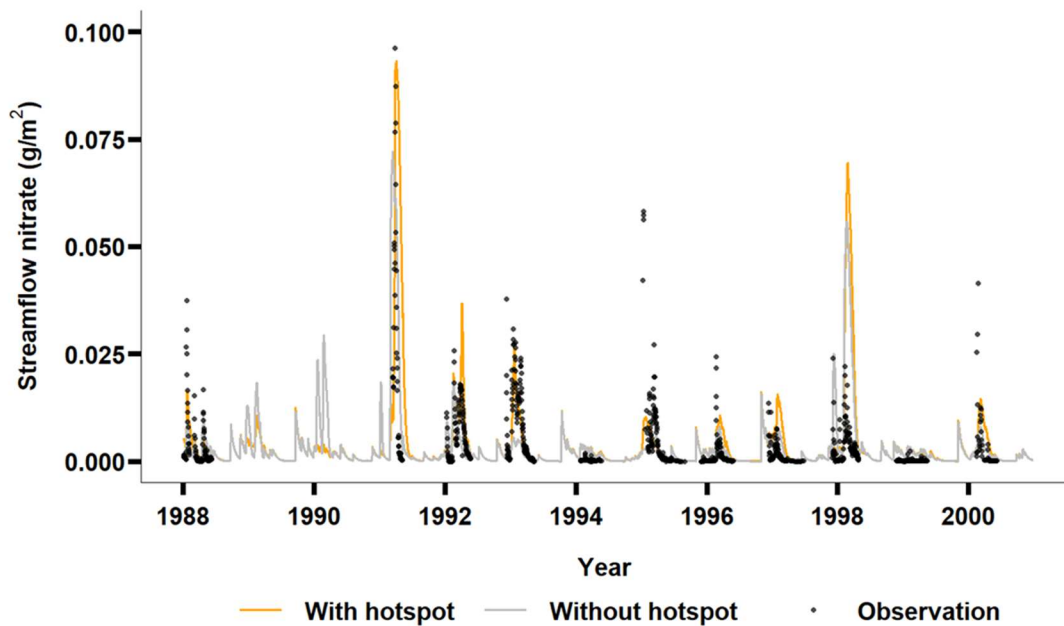 Streamflow nitrate (g/m²)
0.100
0.075
0.050
0.025
0.000
1988 1990 1992 1994 1996 1998 2000
Year
With hotspot Without hotspot Observation